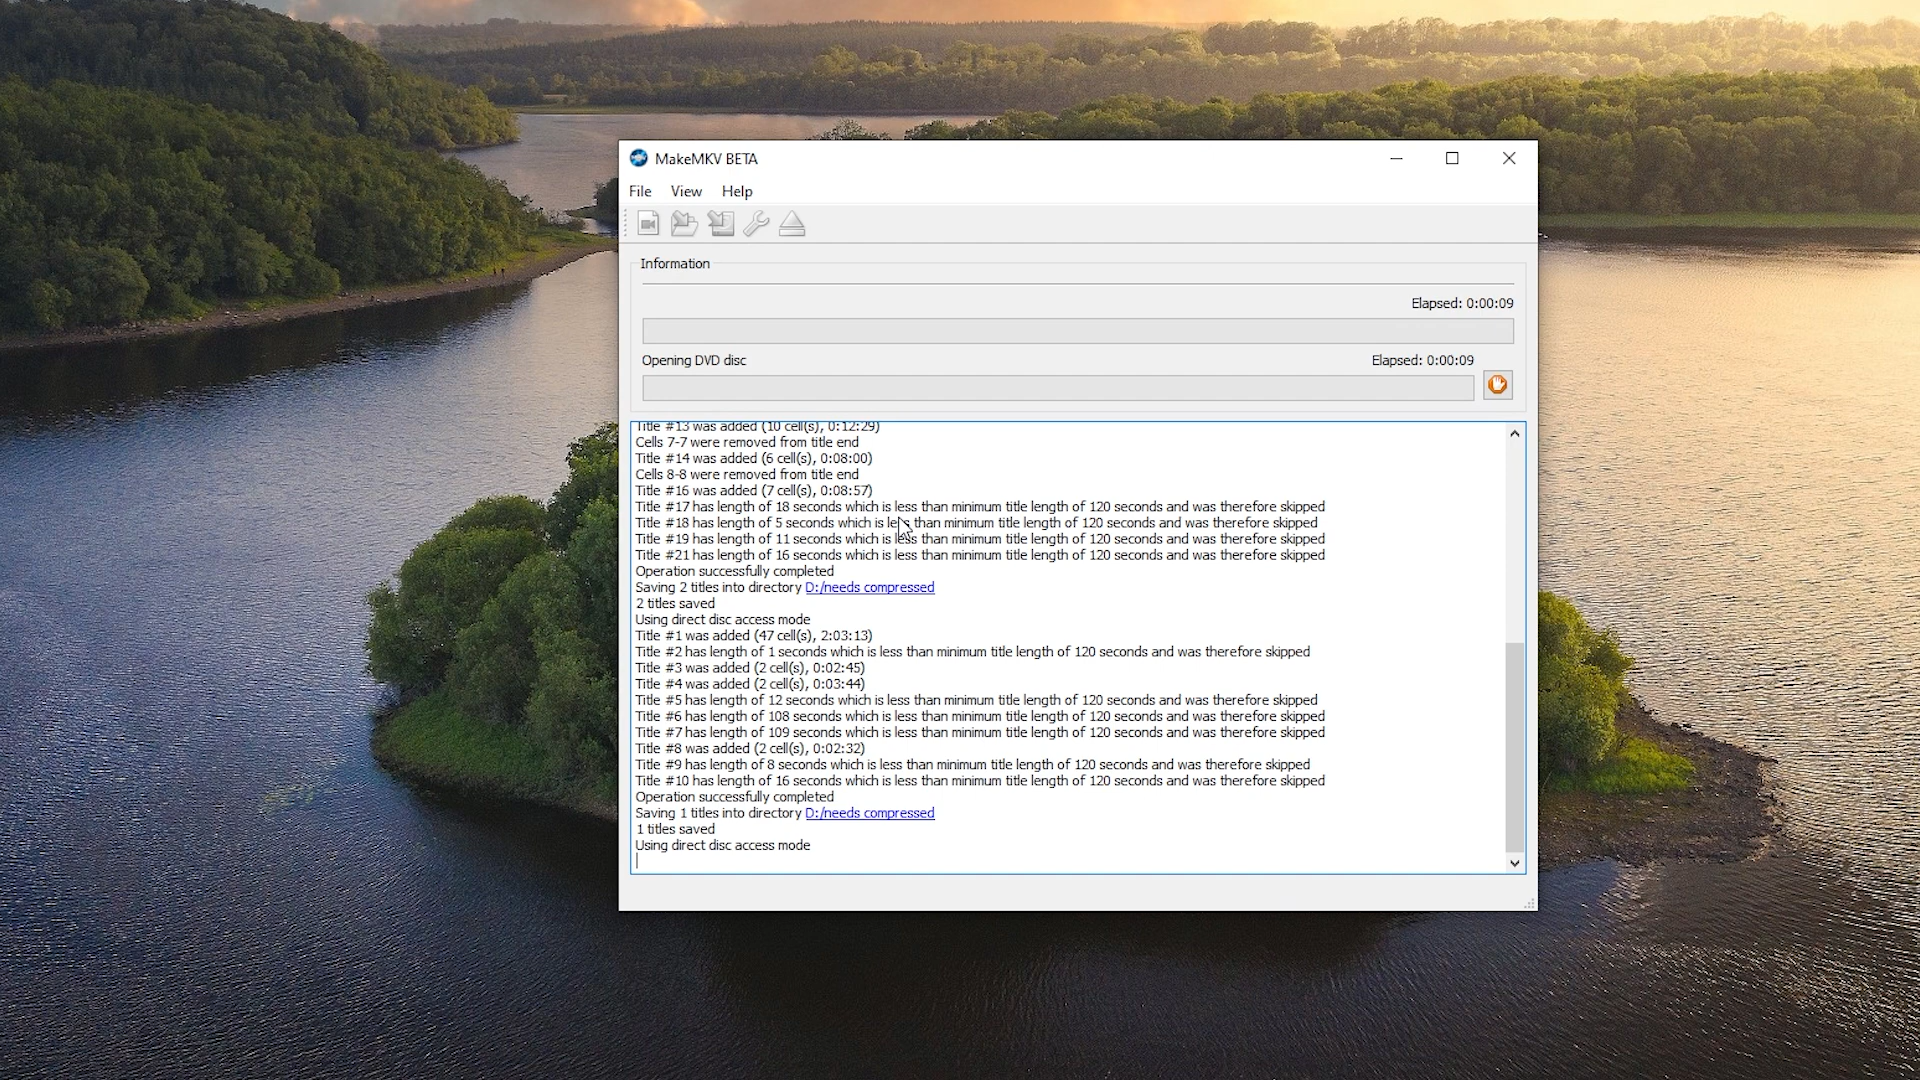 MakeMKV BETA
File View Help
Information
Elapsed: 0:00:09
Opening DVD disc Elapsed: 0:00:09
Title #13 was added (10 cell(s), 0:12:29)
Cells 7-7 were removed from title end
Title #14 was added (6 cell(s), 0:08:00)
Cells 8-8 were removed from title end
Title #16 was added (7 cell(s), 0:08:57)
Title #17 has length of 18 seconds which is less than minimum title length of 120 seconds and was therefore skipped
Title #18 has length of 5 seconds which is less than minimum title length of 120 seconds and was therefore skipped
Title #19 has length of 11 seconds which is less than minimum title length of 120 seconds and was therefore skipped
Title #21 has length of 16 seconds which is less than minimum title length of 120 seconds and was therefore skipped
Operation successfully completed
Saving 2 titles into directory D:/needs compressed
2 titles saved
Using direct disc access mode
Title #1 was added (47 cell(s), 2:03:13)
Title #2 has length of 1 seconds which is less than minimum title length of 120 seconds and was therefore skipped
Title #3 was added (2 cell(s), 0:02:45)
Title #4 was added (2 cell(s), 0:03:44)
Title #5 has length of 12 seconds which is less than minimum title length of 120 seconds and was therefore skipped
Title #6 has length of 108 seconds which is less than minimum title length of 120 seconds and was therefore skipped
Title #7 has length of 109 seconds which is less than minimum title length of 120 seconds and was therefore skipped
Title #8 was added (2 cell(s), 0:02:32)
Title #9 has length of 8 seconds which is less than minimum title length of 120 seconds and was therefore skipped
Title #10 has length of 16 seconds which is less than minimum title length of 120 seconds and was therefore skipped
Operation successfully completed
Saving 1 titles into directory D:/needs compressed
1 titles saved
Using direct disc access mode